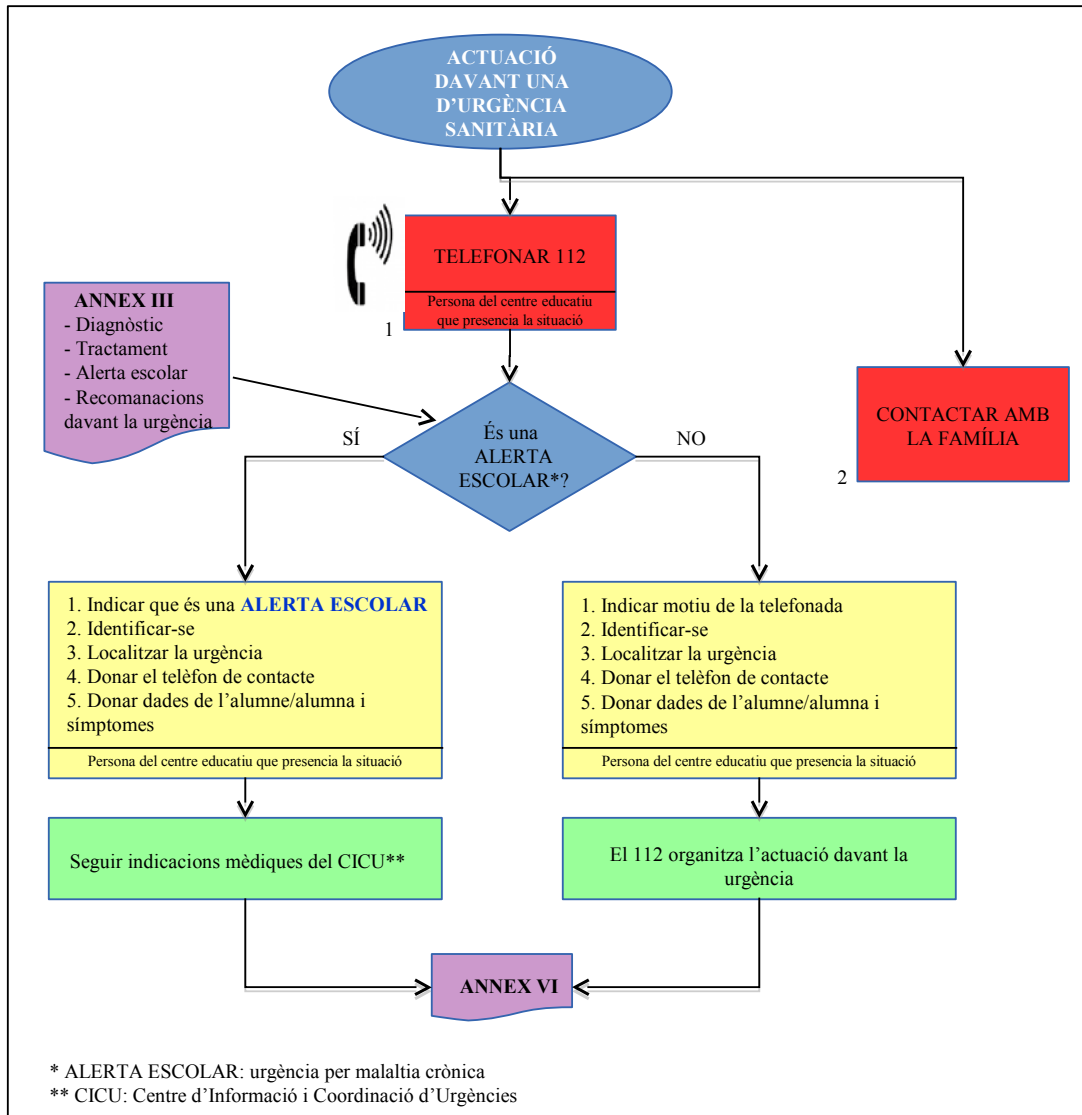 ACTUACIÓ
DAVANT UNA
D’URGÈNCIA
SANITÀRIA
TELEFONAR 112
Persona del centre educatiu
que presencia la situació
1
ANNEX III
- Diagnòstic
- Tractament
- Alerta escolar
- Recomanacions
davant la urgència
CONTACTAR AMB
LA FAMÍLIA
2
És una
ALERTA
ESCOLAR*?
SÍ
NO
1. Indicar que és una ALERTA ESCOLAR
2. Identificar-se
3. Localitzar la urgència
4. Donar el telèfon de contacte
5. Donar dades de l’alumne/alumna i
símptomes
Persona del centre educatiu que presencia la situació
1. Indicar motiu de la telefonada
2. Identificar-se
3. Localitzar la urgència
4. Donar el telèfon de contacte
5. Donar dades de l’alumne/alumna i
símptomes
Persona del centre educatiu que presencia la situació
Seguir indicacions mèdiques del CICU**
El 112 organitza l’actuació davant la
urgència
ANNEX VI
* ALERTA ESCOLAR: urgència per malaltia crònica
** CICU: Centre d’Informació i Coordinació d’Urgències